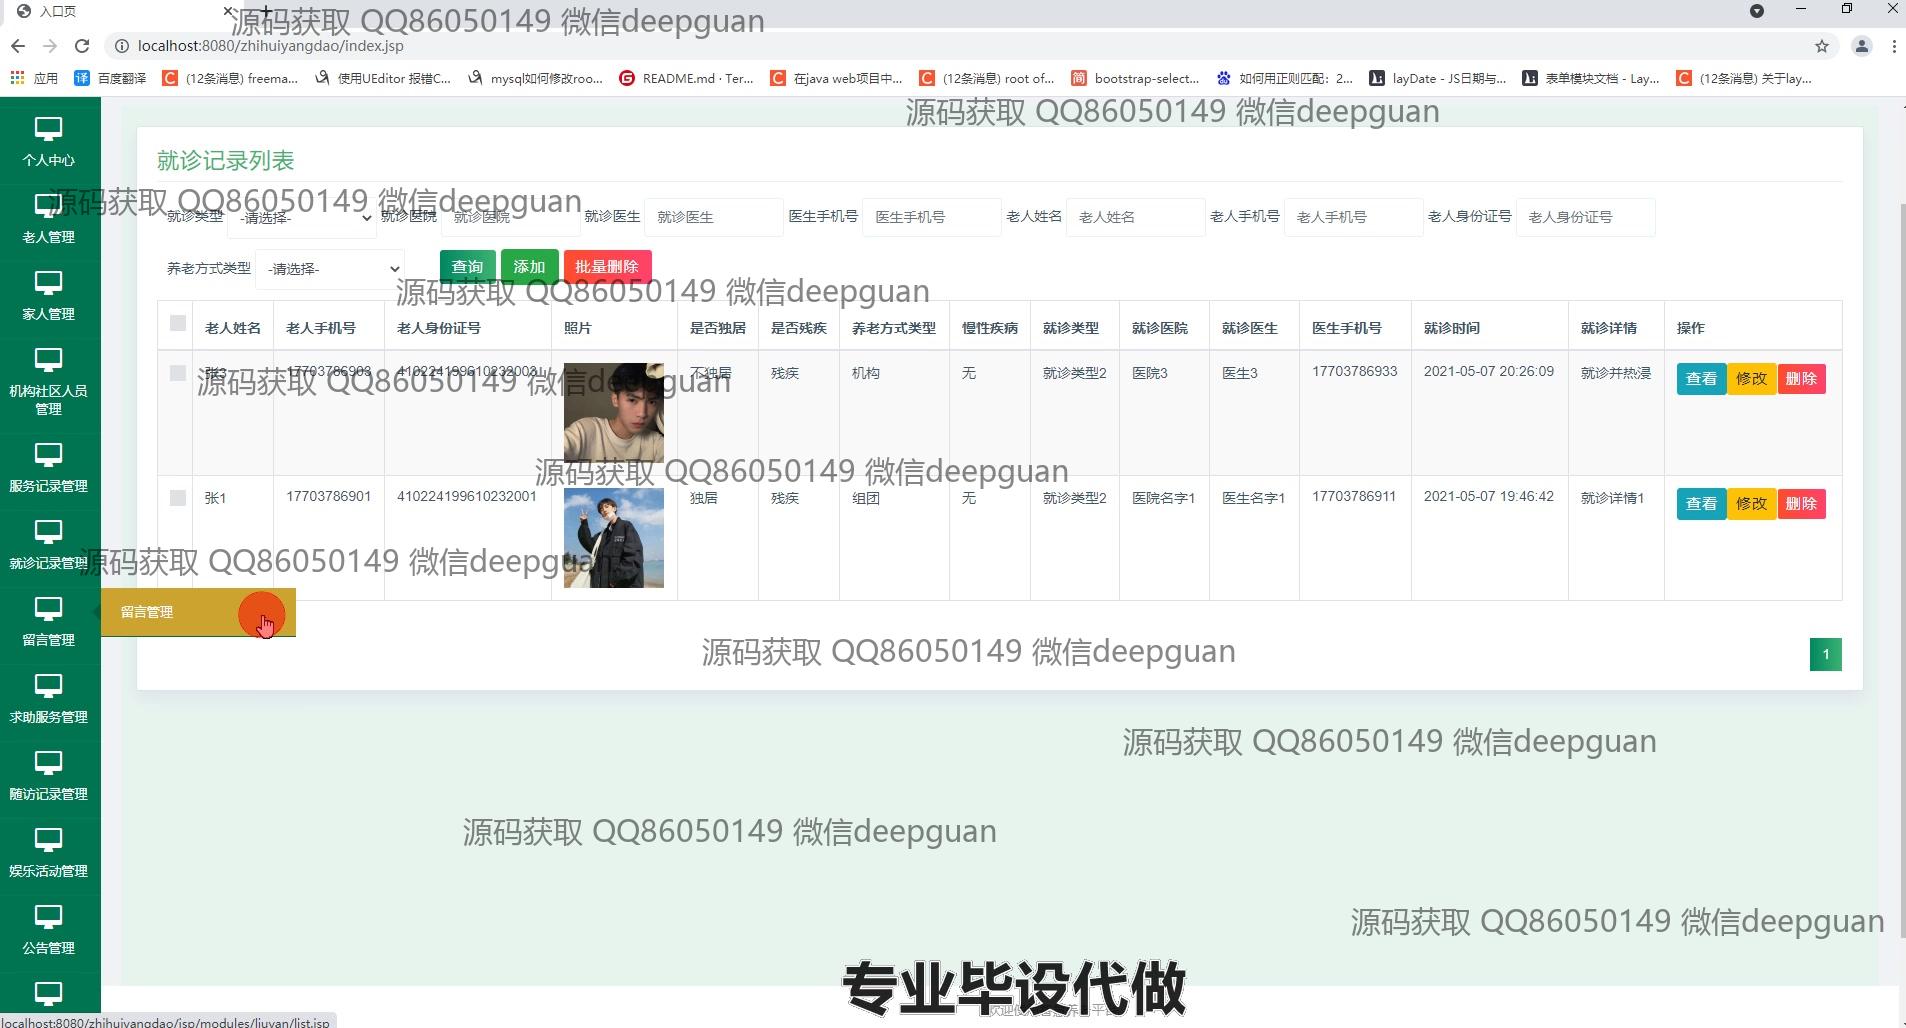 入口页
源码获取 QQ86050149 微信deepguan
localhost:8080/zhihuiyangdao/index.jsp
应用 百度翻译 (12条消息) freema... 使用UEditor 报错C... mysql如何修改roo... README.md · Ter... 在java web项目中... (12条消息) root of... bootstrap-select... 如何用正则匹配：2... layDate - JS日期与... 表单模块文档 - Lay... (12条消息) 关于lay...
源码获取 QQ86050149 微信deepguan
个人中心
就诊记录列表
源码获取 QQ86050149 微信deepguan
就诊类型 -请选择- 就诊医院 就诊医院 就诊医生 就诊医生 医生手机号 医生手机号 老人姓名 老人姓名 老人手机号 老人手机号 老人身份证号 老人身份证号
老人管理
养老方式类型 -请选择- 查询 添加 批量删除
源码获取 QQ86050149 微信deepguan
家人管理
老人姓名 老人手机号 老人身份证号 照片 是否独居 是否残疾 养老方式类型 慢性疾病 就诊类型 就诊医院 就诊医生 医生手机号 就诊时间 就诊详情 操作
张3 17703786903 410224199610232003 不独居 残疾 机构 无 就诊类型2 医院3 医生3 17703786933 2021-05-07 20:26:09 就诊并热浸 查看 修改 删除
源码获取 QQ86050149 微信deepguan
机构社区人员
管理
源码获取 QQ86050149 微信deepguan
服务记录管理
张1 17703786901 410224199610232001 独居 残疾 组团 无 就诊类型2 医院名字1 医生名字1 17703786911 2021-05-07 19:46:42 就诊详情1 查看 修改 删除
就诊记录管理
源码获取 QQ86050149 微信deepguan
留言管理
留言管理
源码获取 QQ86050149 微信deepguan
1
求助服务管理
源码获取 QQ86050149 微信deepguan
随访记录管理
源码获取 QQ86050149 微信deepguan
娱乐活动管理
源码获取 QQ86050149 微信deepguan
公告管理
专业毕设代做
localhost:8080/zhihuiyangdao/jsp/modules/liuyan/list.jsp